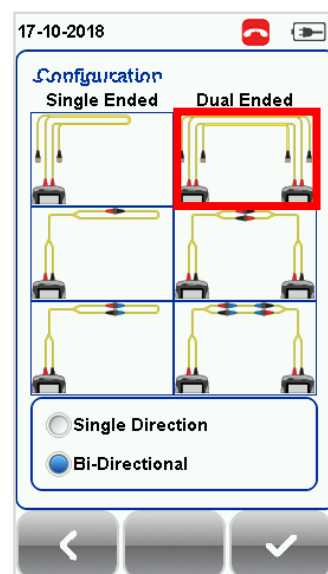 17-10-2018
Configuration
Single Ended Dual Ended
Single Direction
Bi-Directional